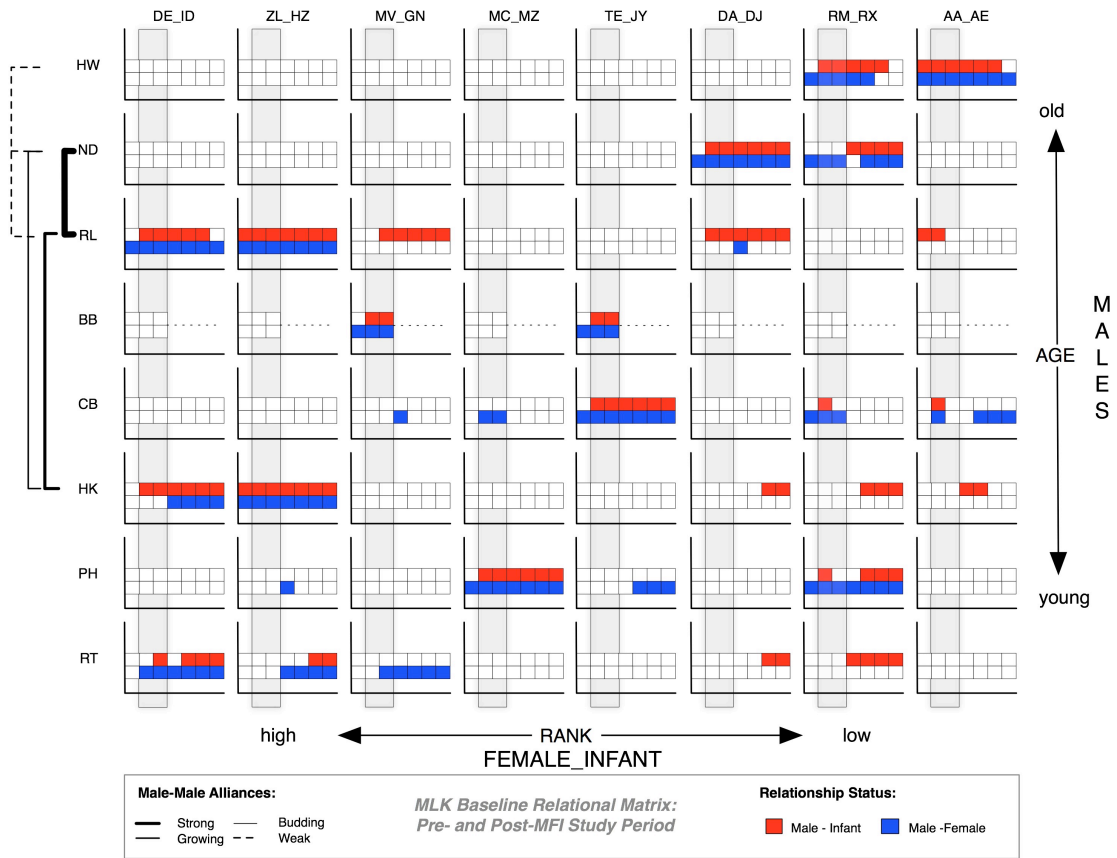 DE_ID ZL_HZ MV_GN MC_MZ TE_JY DA_DJ RM_RX AA_AE
HW
old
ND
RL
BB
MALES
AGE
CB
HK
PH
young
RT
high RANK low
FEMALE_INFANT
Male-Male Alliances:
Strong Budding
Growing Weak
MLK Baseline Relational Matrix:
Pre- and Post-MFI Study Period
Relationship Status:
Male - Infant Male -Female